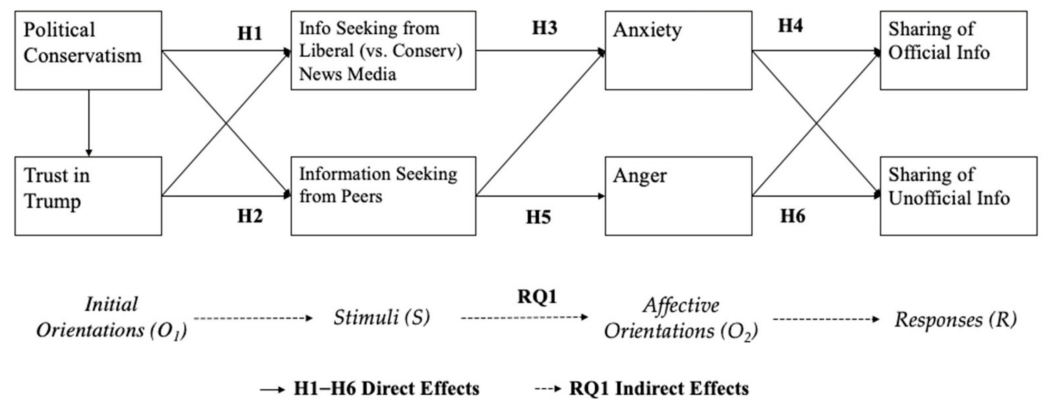 Political
Conservatism
H1
Info Seeking from
Liberal (vs. Conserv)
News Media
H3
Anxiety
H4
Sharing of
Official Info
Trust in
Trump
H2
Information Seeking
from Peers
H5
Anger
H6
Sharing of
Unofficial Info
Initial
Orientations (O₁)
Stimuli (S)
RQ1
Affective
Orientations (O₂)
Responses (R)
H1–H6 Direct Effects
RQ1 Indirect Effects